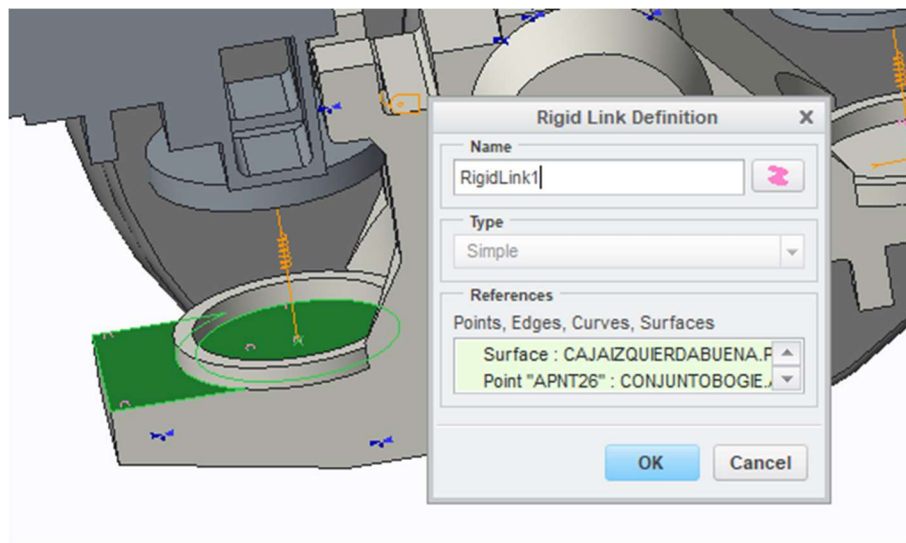 Rigid Link Definition
Name
RigidLink1
Type
Simple
References
Points, Edges, Curves, Surfaces
Surface : CAJAIZQUIERDABUENA.P
Point "APNT26" : CONJUNTOBOGIE.
OK Cancel